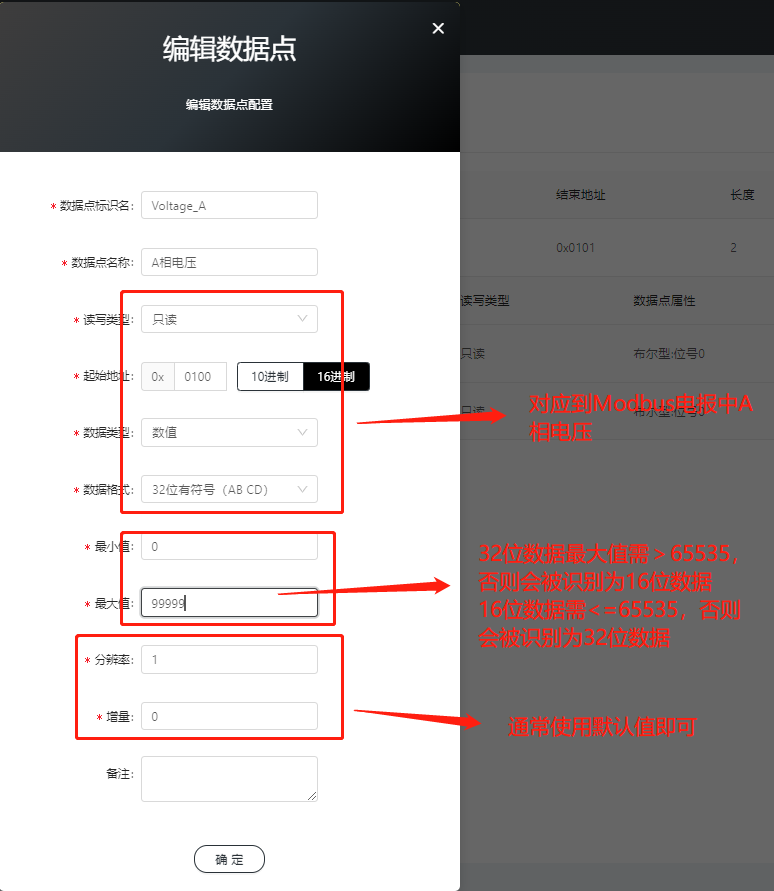 编辑数据点
编辑数据点配置
* 数据点标识名: Voltage_A
* 数据点名称: A相电压
* 读写类型: 只读
* 起始地址: 0x 0100 10进制 16进制
* 数据类型: 数值
* 数据格式: 32位有符号（AB CD）
* 最小值: 0
* 最大值: 99999
* 分辨率: 1
* 增量: 0
备注:
确 定
结束地址 长度
0x0101 2
读写类型 数据点属性
只读 布尔型:位号0
只读 布尔型:位号0
对应到Modbus电报中A
相电压
32位数据最大值需＞65535，
否则会被识别为16位数据
16位数据需<=65535，否则
会被识别为32位数据
通常使用默认值即可